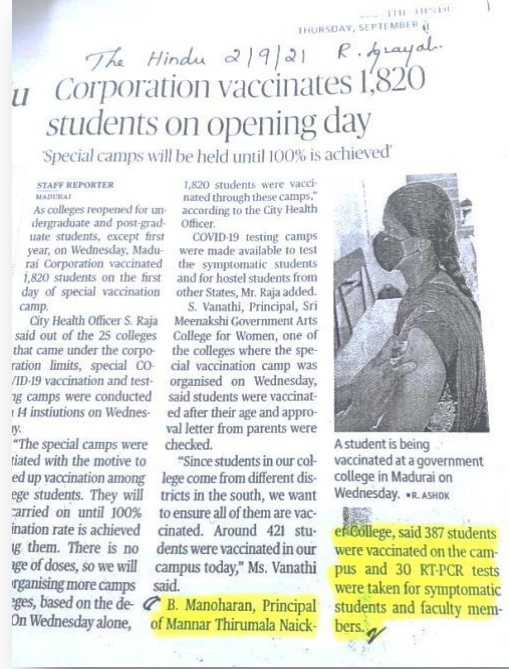 THE HINDU
THURSDAY, SEPTEMBER
The Hindu 2/9/21
Corporation vaccinates 1,820
students on opening day
'Special camps will be held until 100% is achieved'
STAFF REPORTER
MADURAI
As colleges reopened for un-
dergraduate and post-grad-
uate students, except first
year, on Wednesday, Madu-
rai Corporation vaccinated
1,820 students on the first
day of special vaccination
camp.
City Health Officer S. Raja
said out of the 25 colleges
that came under the corpo-
ration limits, special CO-
VID-19 vaccination and test-
ng camps were conducted
14 instiutions on Wednes-
y.
"The special camps were
tiated with the motive to
ed up vaccination among
ege students. They will
carried on until 100%
ination rate is achieved
g them. There is no
ge of doses, so we will
rganising more camps
eges, based on the de-
On Wednesday alone,
1,820 students were vacci-
nated through these camps,"
according to the City Health
Officer.
COVID-19 testing camps
were made available to test
the symptomatic students
and for hostel students from
other States, Mr. Raja added.
S. Vanathi, Principal, Sri
Meenakshi Government Arts
College for Women, one of
the colleges where the spe-
cial vaccination camp was
organised on Wednesday,
said students were vaccinat-
ed after their age and appro-
val letter from parents were
checked.
"Since students in our col-
lege come from different dis-
tricts in the south, we want
to ensure all of them are vac-
cinated. Around 421 stu-
dents were vaccinated in our
campus today," Ms. Vanathi
said.
B. Manoharan, Principal
of Mannar Thirumala Naick-
A student is being
vaccinated at a government
college in Madurai on
Wednesday. •R. ASHOK
er College, said 387 students
were vaccinated on the cam-
pus and 30 RT-PCR tests
were taken for symptomatic
students and faculty mem-
bers.